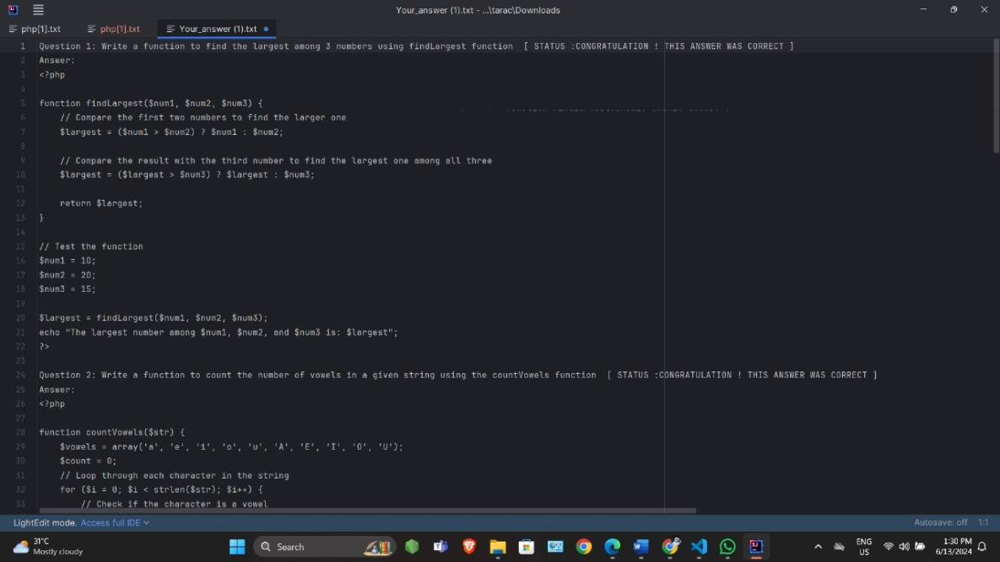 Your_answer (1).txt - ...\tarac\Downloads
php[1].txt
php[1].txt
Your_answer (1).txt
1 Question 1: Write a function to find the largest among 3 numbers using findLargest function [ STATUS :CONGRATULATION ! THIS ANSWER WAS CORRECT ]
2 Answer:
3 <?php
4
5 function findLargest($num1, $num2, $num3) {
6 // Compare the first two numbers to find the larger one
7 $largest = ($num1 > $num2) ? $num1 : $num2;
8
9 // Compare the result with the third number to find the largest one among all three
10 $largest = ($largest > $num3) ? $largest : $num3;
11
12 return $largest;
13 }
14
15 // Test the function
16 $num1 = 10;
17 $num2 = 20;
18 $num3 = 15;
19
20 $largest = findLargest($num1, $num2, $num3);
21 echo "The largest number among $num1, $num2, and $num3 is: $largest";
22 ?>
23
24 Question 2: Write a function to count the number of vowels in a given string using the countVowels function [ STATUS :CONGRATULATION ! THIS ANSWER WAS CORRECT ]
25 Answer:
26 <?php
27
28 function countVowels($str) {
29 $vowels = array('a', 'e', 'i', 'o', 'u', 'A', 'E', 'I', 'O', 'U');
30 $count = 0;
31 // Loop through each character in the string
32 for ($i = 0; $i < strlen($str); $i++) {
33 // Check if the character is a vowel
LightEdit mode. Access full IDE
Autosave: off 1:1
31°C
Mostly cloudy
Search
ENG
US
1:30 PM
6/13/2024